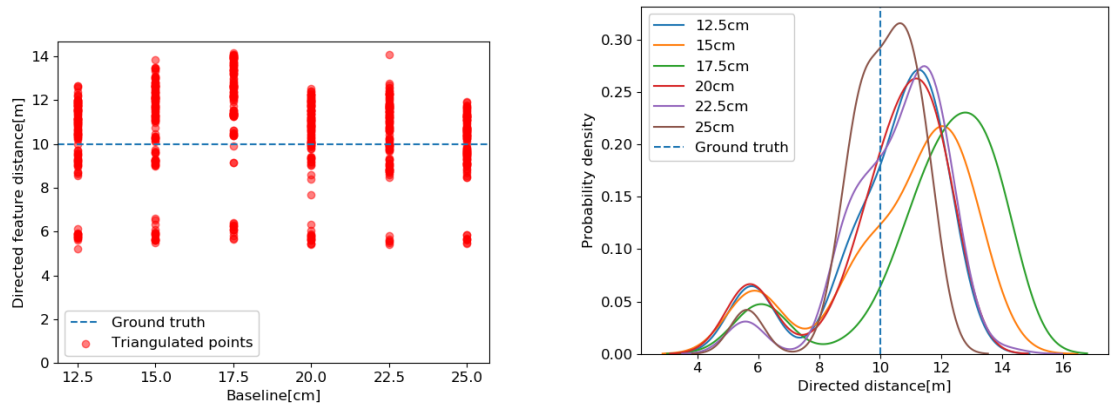 14
12
10
8
6
4
2
0
Directed feature distance[m]
Ground truth
Triangulated points
12.5 15.0 17.5 20.0 22.5 25.0
Baseline[cm]
0.30
0.25
0.20
0.15
0.10
0.05
0.00
Probability density
12.5cm
15cm
17.5cm
20cm
22.5cm
25cm
Ground truth
4 6 8 10 12 14 16
Directed distance[m]